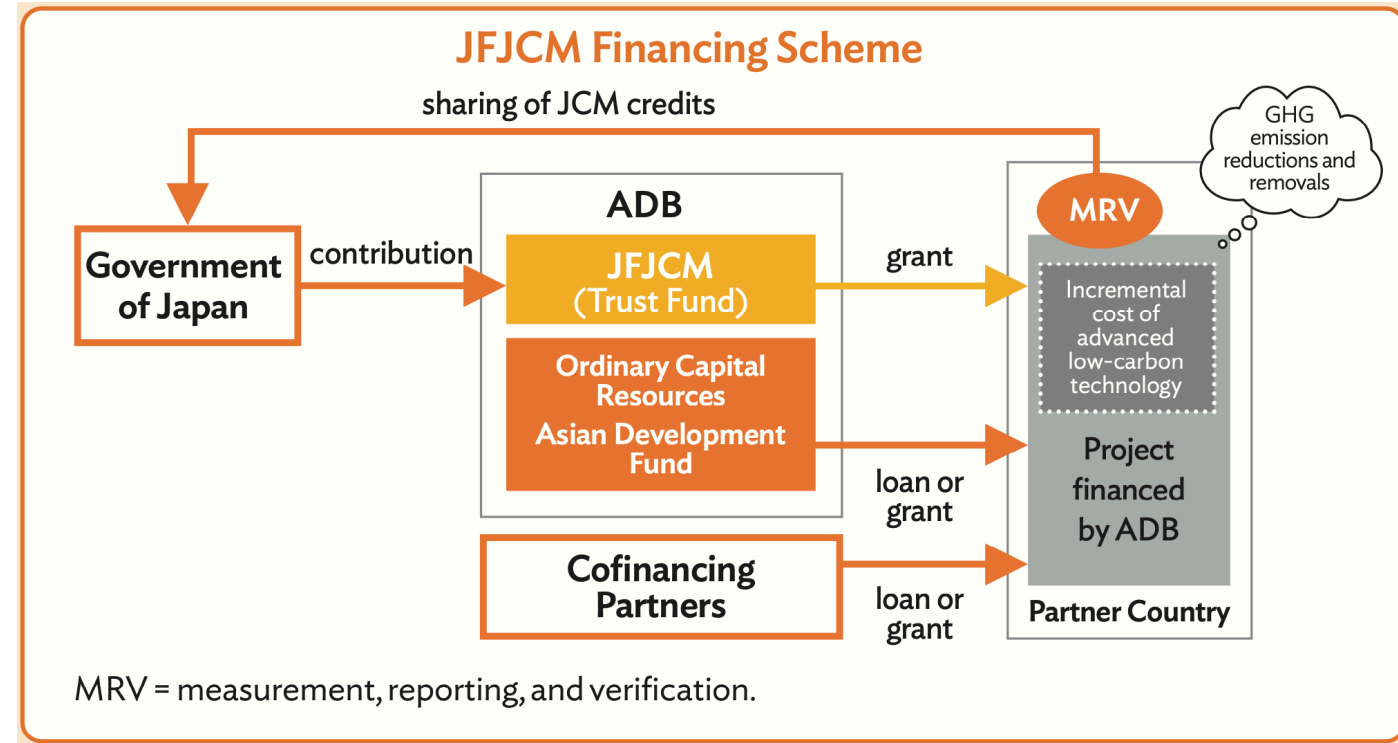 JFJCM Financing Scheme
sharing of JCM credits
GHG
emission
reductions and
removals
ADB
MRV
Government
of Japan
contribution
JFJCM
(Trust Fund)
grant
Incremental
cost of
advanced
low-carbon
technology
Ordinary Capital
Resources
Asian Development
Fund
loan or
grant
Project
financed
by ADB
Cofinancing
Partners
loan or
grant
Partner Country
MRV = measurement, reporting, and verification.